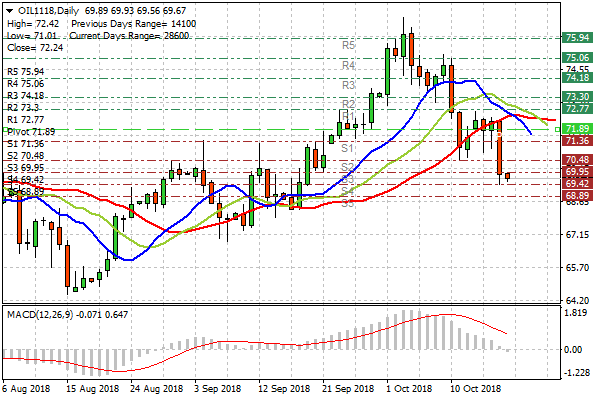 OIL1118,Daily 69.89 69.93 69.56 69.67
High= 72.42 Previous Days Range= 14100
Low= 71.01 Current Days Range= 28600
Close= 72.24
R5 75.94
R4 75.06
R3 74.18
R2 73.3
R1 72.77
Pivot 71.89
S1 71.36
S2 70.48
S3 69.95
S4 69.42
S5 68.89
R5
R4
R3
R2
R1
S1
S2
S3
S4
S5
75.94
75.06
74.55
74.18
73.30
72.77
71.89
71.36
70.48
69.95
69.42
68.89
68.65
67.15
65.70
64.20
MACD(12,26,9) -0.071 0.647
1.819
0.00
-1.228
6 Aug 2018 15 Aug 2018 24 Aug 2018 3 Sep 2018 12 Sep 2018 21 Sep 2018 1 Oct 2018 10 Oct 2018